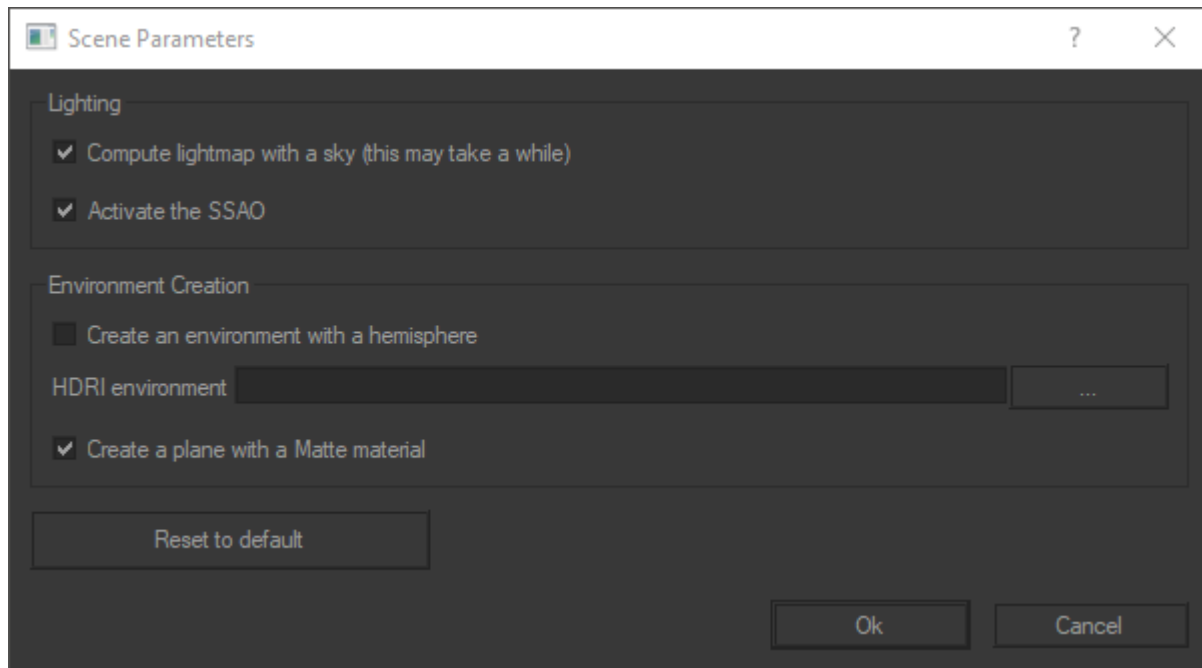 Scene Parameters ?
Lighting
Compute lightmap with a sky (this may take a while)
Activate the SSAO
Environment Creation
Create an environment with a hemisphere
HDRI environment ...
Create a plane with a Matte material
Reset to default
Ok Cancel